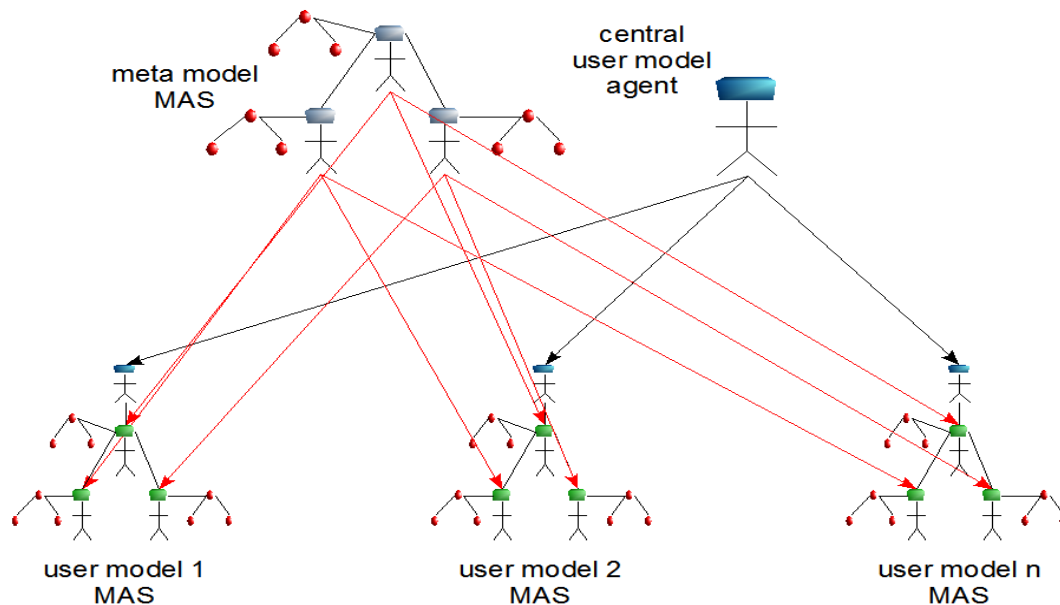 meta model
MAS
central
user model
agent
user model 1
MAS
user model 2
MAS
user model n
MAS